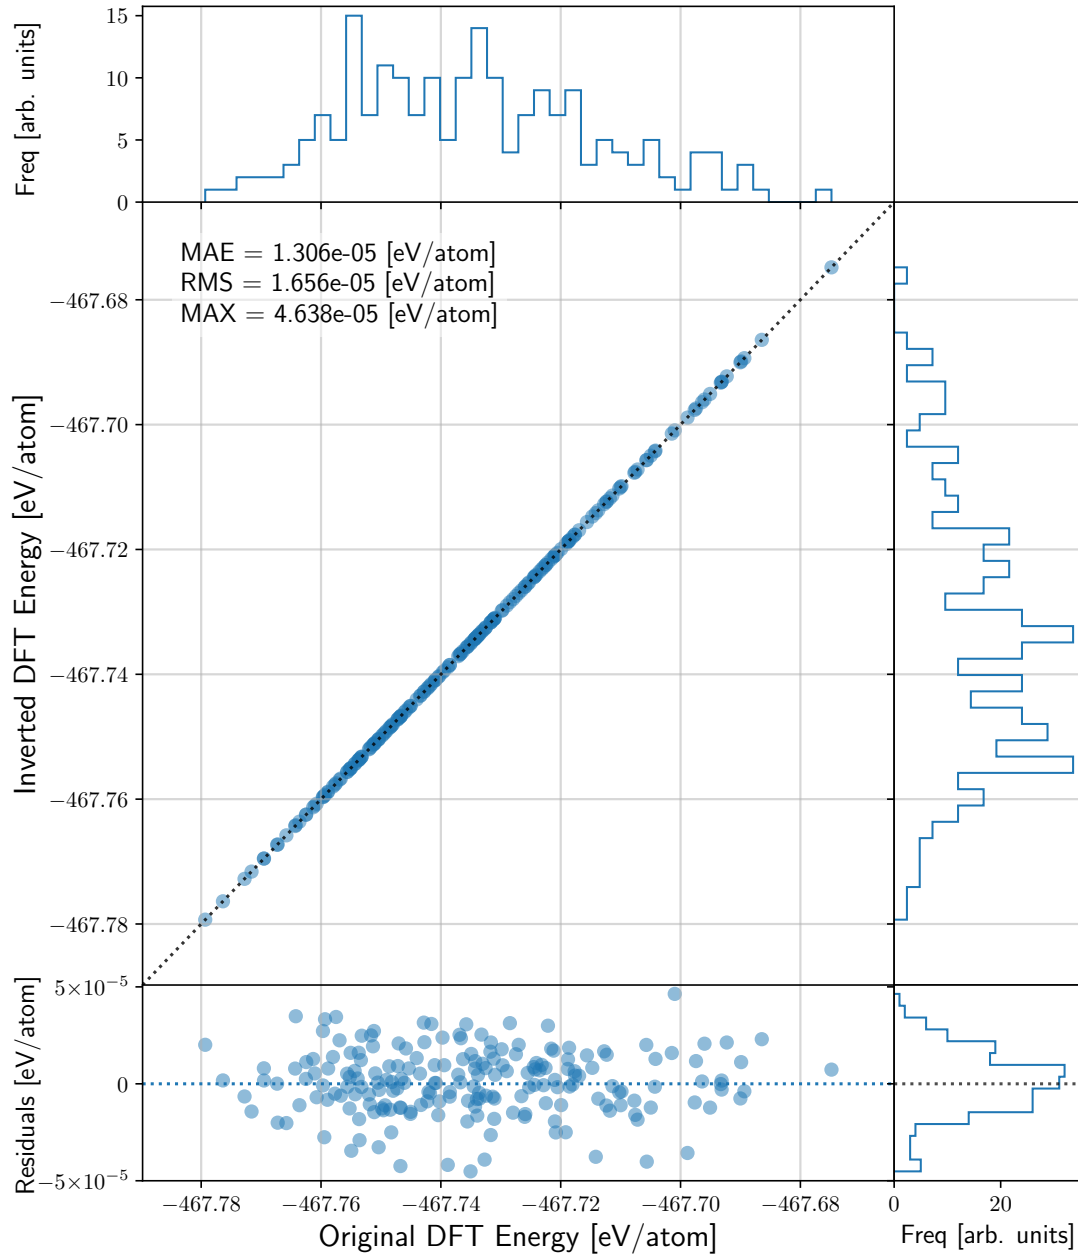 Freq [arb. units]
15
10
5
0
MAE = 1.306e-05 [eV/atom]
RMS = 1.656e-05 [eV/atom]
MAX = 4.638e-05 [eV/atom]
Inverted DFT Energy [eV/atom]
−467.68
−467.70
−467.72
−467.74
−467.76
−467.78
Residuals [eV/atom]
5×10⁻⁵
0
−5×10⁻⁵
−467.78 −467.76 −467.74 −467.72 −467.70 −467.68
0 20
Original DFT Energy [eV/atom]
Freq [arb. units]